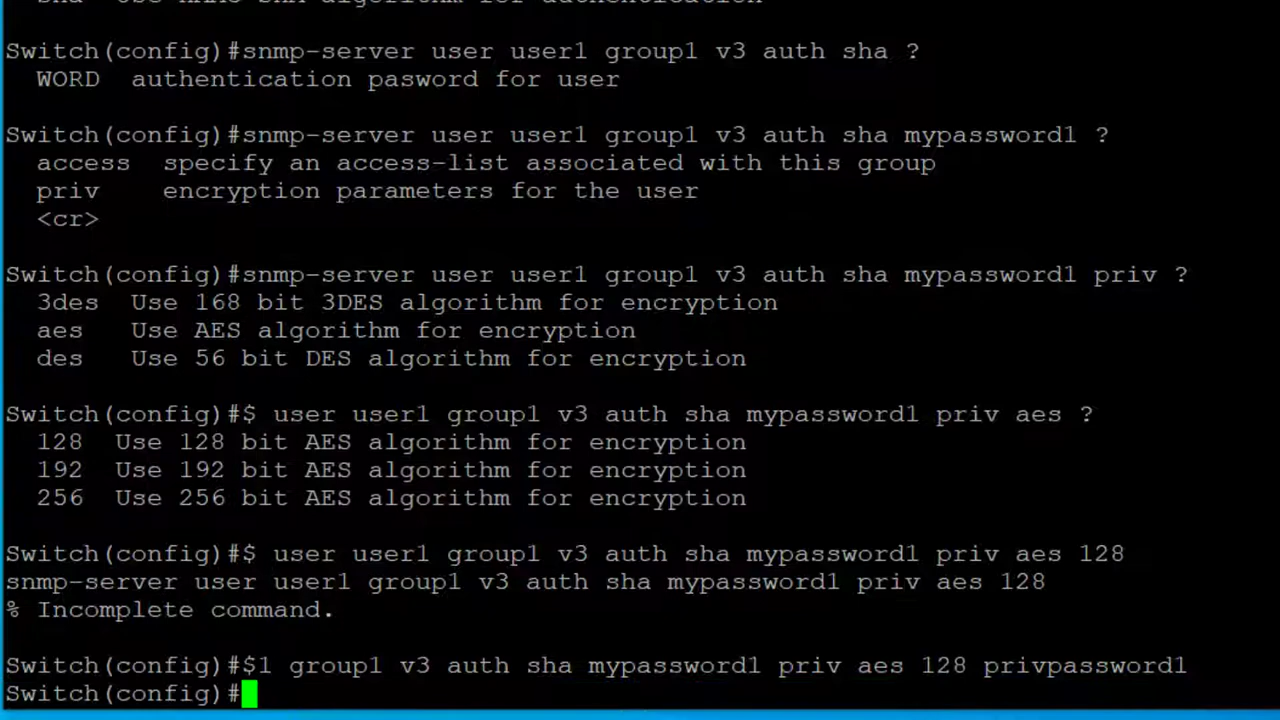 sha  Use HMAC SHA algorithm for authentication
Switch(config)#snmp-server user user1 group1 v3 auth sha ?
WORD  authentication pasword for user
Switch(config)#snmp-server user user1 group1 v3 auth sha mypassword1 ?
access  specify an access-list associated with this group
priv    encryption parameters for the user
<cr>
Switch(config)#snmp-server user user1 group1 v3 auth sha mypassword1 priv ?
3des  Use 168 bit 3DES algorithm for encryption
aes   Use AES algorithm for encryption
des   Use 56 bit DES algorithm for encryption
Switch(config)#$ user user1 group1 v3 auth sha mypassword1 priv aes ?
128  Use 128 bit AES algorithm for encryption
192  Use 192 bit AES algorithm for encryption
256  Use 256 bit AES algorithm for encryption
Switch(config)#$ user user1 group1 v3 auth sha mypassword1 priv aes 128
snmp-server user user1 group1 v3 auth sha mypassword1 priv aes 128
% Incomplete command.
Switch(config)#$1 group1 v3 auth sha mypassword1 priv aes 128 privpassword1
Switch(config)#